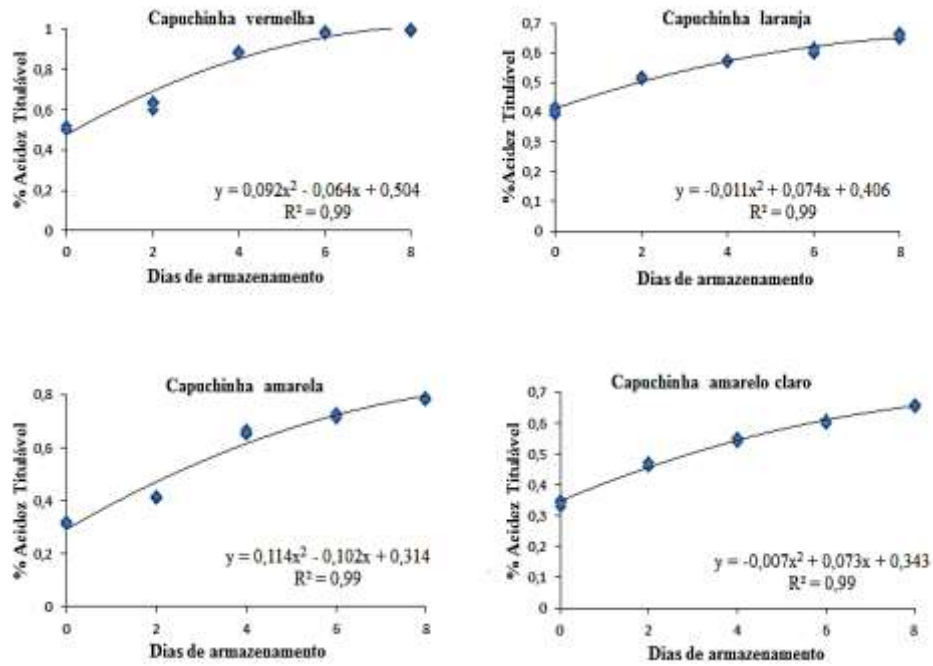 Capuchinha vermelha
% Acidez Titulável
1
0,8
0,6
0,4
0,2
0
y = 0,092x² - 0,064x + 0,504
R² = 0,99
0 2 4 6 8
Dias de armazenamento
Capuchinha laranja
%Acidez Titulável
0,7
0,6
0,5
0,4
0,3
0,2
0,1
0
y = -0,011x² + 0,074x + 0,406
R² = 0,99
0 2 4 6 8
Dias de armazenamento
Capuchinha amarela
% Acidez Titulável
0,8
0,6
0,4
0,2
0
y = 0,114x² - 0,102x + 0,314
R² = 0,99
0 2 4 6 8
Dias de armazenamento
Capuchinha amarelo claro
% Acidez Titulável
0,7
0,6
0,5
0,4
0,3
0,2
0,1
0
y = -0,007x² + 0,073x + 0,343
R² = 0,99
0 2 4 6 8
Dias de armazenamento